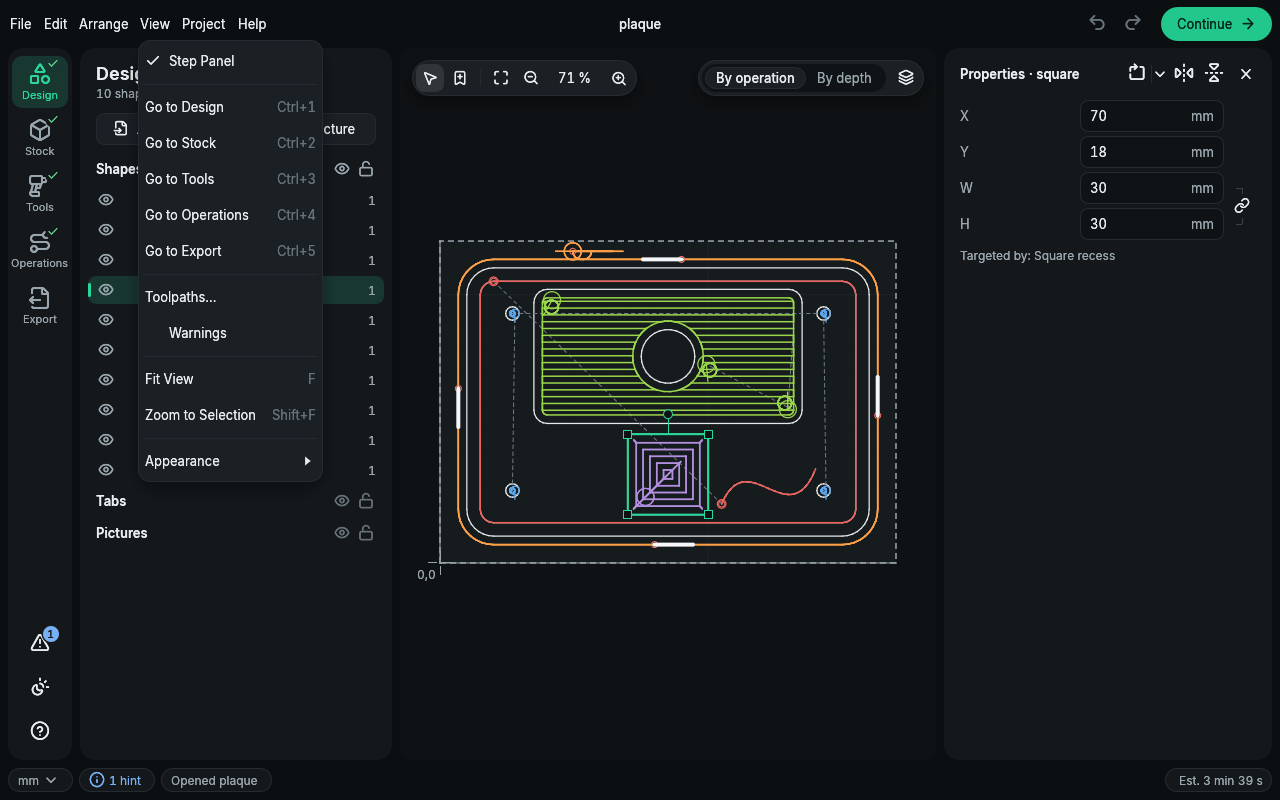 File Edit Arrange View Project Help
plaque
Continue
Design
Stock
Tools
Operations
Export
1
10
Shapes
cture
1
1
1
1
1
1
1
1
1
1
Tabs
Pictures
Step Panel
Go to Design Ctrl+1
Go to Stock Ctrl+2
Go to Tools Ctrl+3
Go to Operations Ctrl+4
Go to Export Ctrl+5
Toolpaths...
Warnings
Fit View F
Zoom to Selection Shift+F
Appearance
71 %
By operation By depth
0,0
Properties · square
X 70 mm
Y 18 mm
W 30 mm
H 30 mm
Targeted by: Square recess
mm
1 hint
Opened plaque
Est. 3 min 39 s